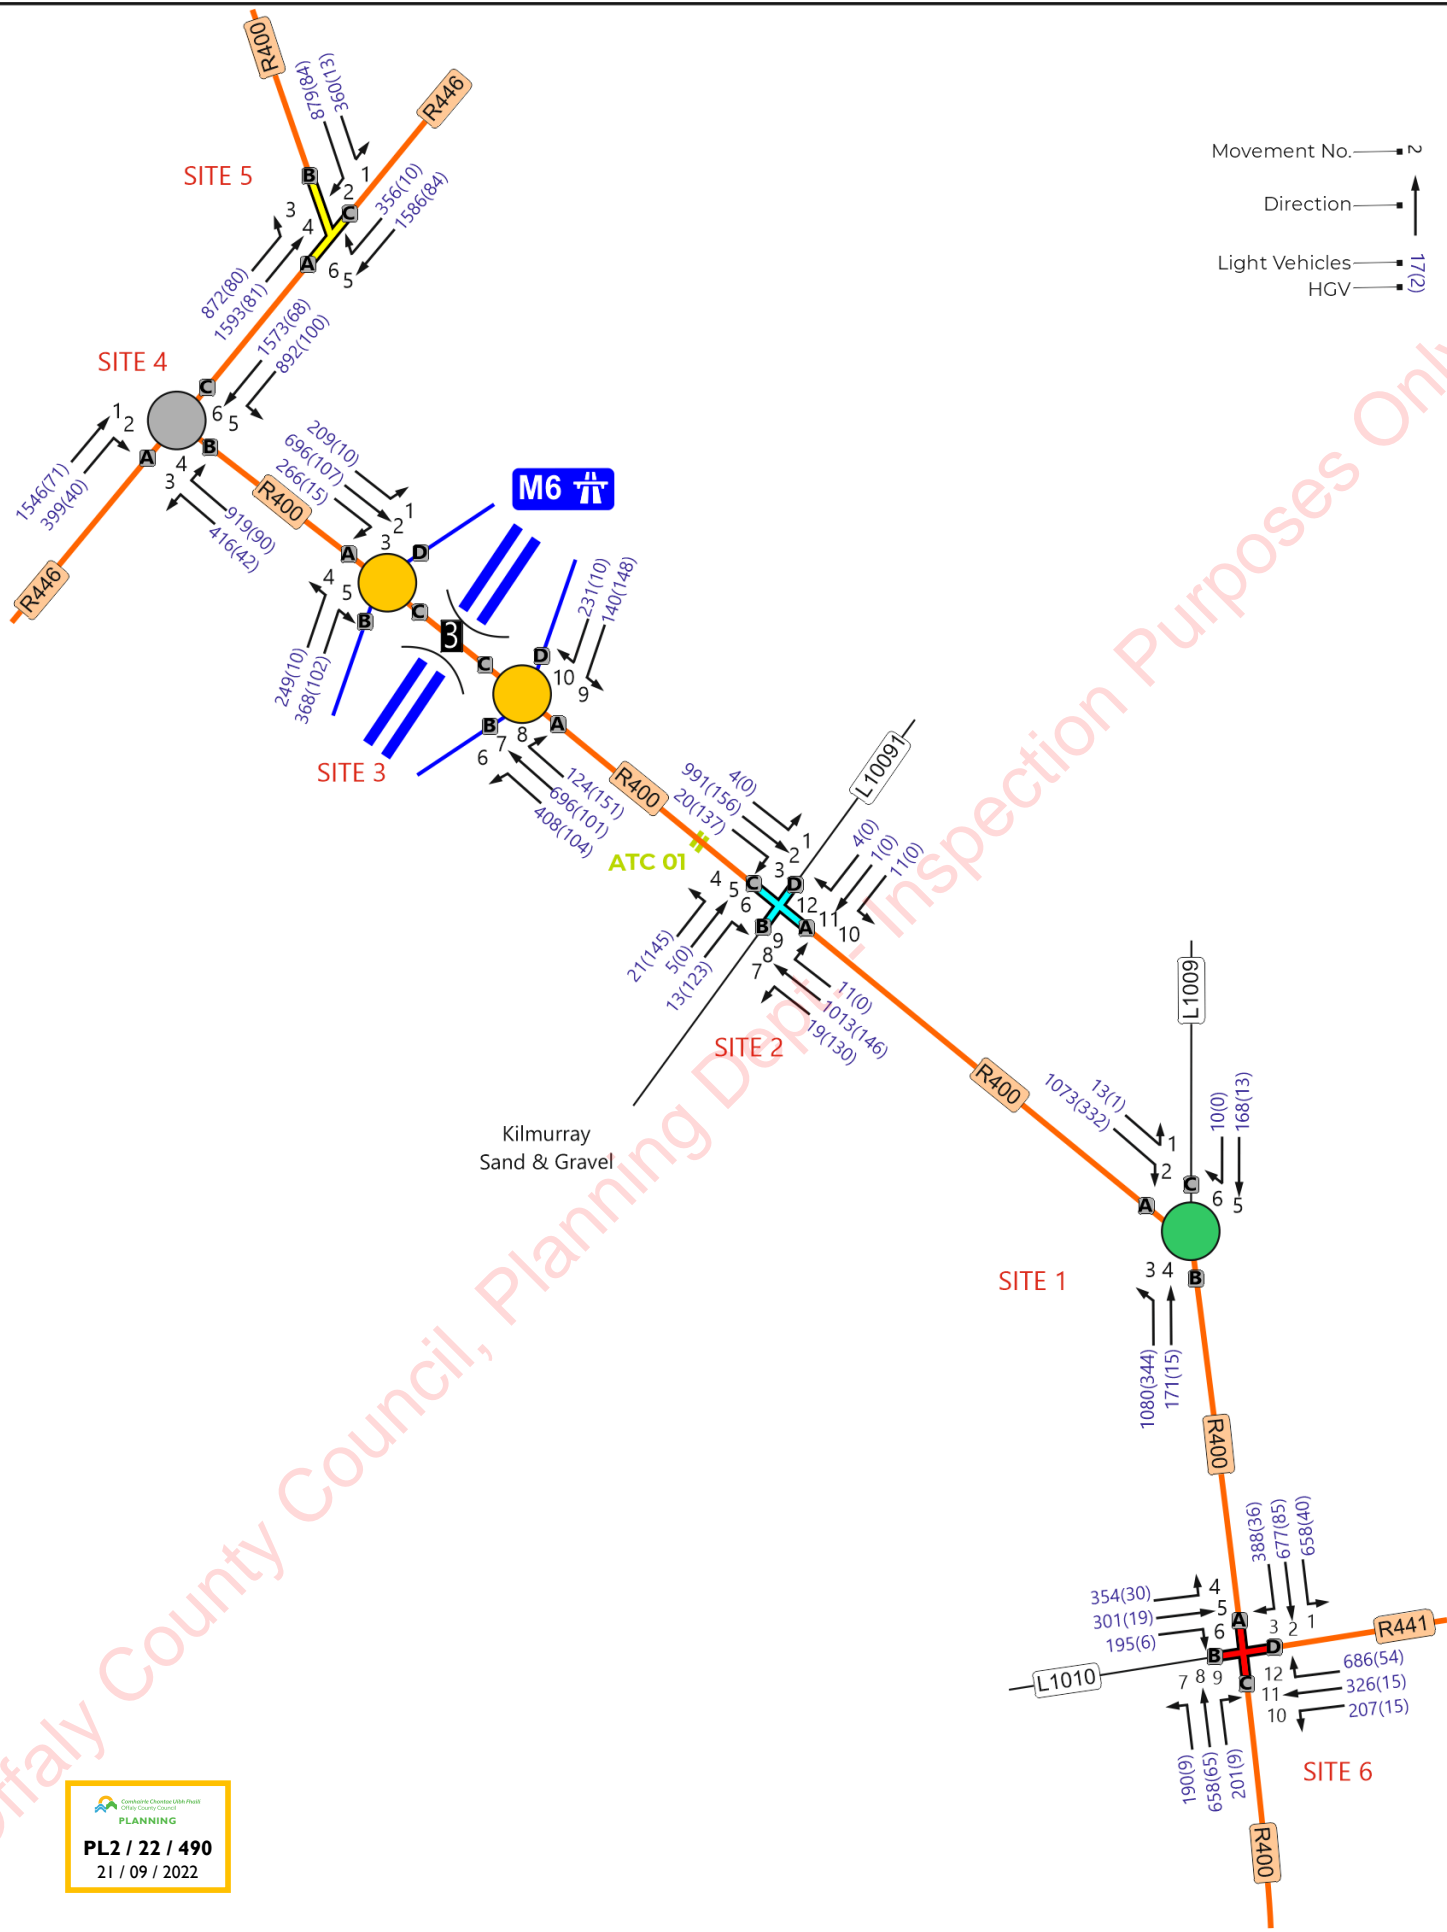 R400
879(84)
360(13)
R446
SITE 5
B
1
2
C
3
4
356(10)
1586(84)
A
6
5
872(80)
1593(81)
Movement No.
2
Direction
Light Vehicles
17(2)
HGV
SITE 4
1573(68)
892(100)
C
6
5
1
2
A
B
4
3
1546(71)
399(40)
919(90)
416(42)
R446
R400
209(10)
696(107)
266(15)
M6
1
2
3
A
D
4
5
B
C
3
C
249(10)
368(102)
231(10)
140(148)
D
10
9
B
A
8
7
6
SITE 3
124(151)
696(101)
408(104)
R400
ATC 01
4(0)
991(156)
20(137)
L10091
1
2
3
4(0)
1(0)
11(0)
4
5
6
C
D
12
11
10
B
A
9
8
7
21(145)
5(0)
13(123)
11(0)
1013(146)
19(130)
SITE 2
Kilmurray
Sand & Gravel
R400
L1009
13(1)
1073(332)
1
2
10(0)
168(13)
C
6
5
A
SITE 1
3 4
B
1080(344)
171(15)
R400
388(36)
677(85)
658(40)
354(30)
301(19)
195(6)
4
5
6
A
3
2
1
R441
B
D
C
L1010
7
8
9
12
11
10
686(54)
326(15)
207(15)
190(9)
658(65)
201(9)
SITE 6
R400
Offaly County Council, Planning Dept. - Inspection Purposes Only
Comhairle Chontae Uíbh Fhailí
Offaly County Council
PLANNING
PL2 / 22 / 490
21 / 09 / 2022